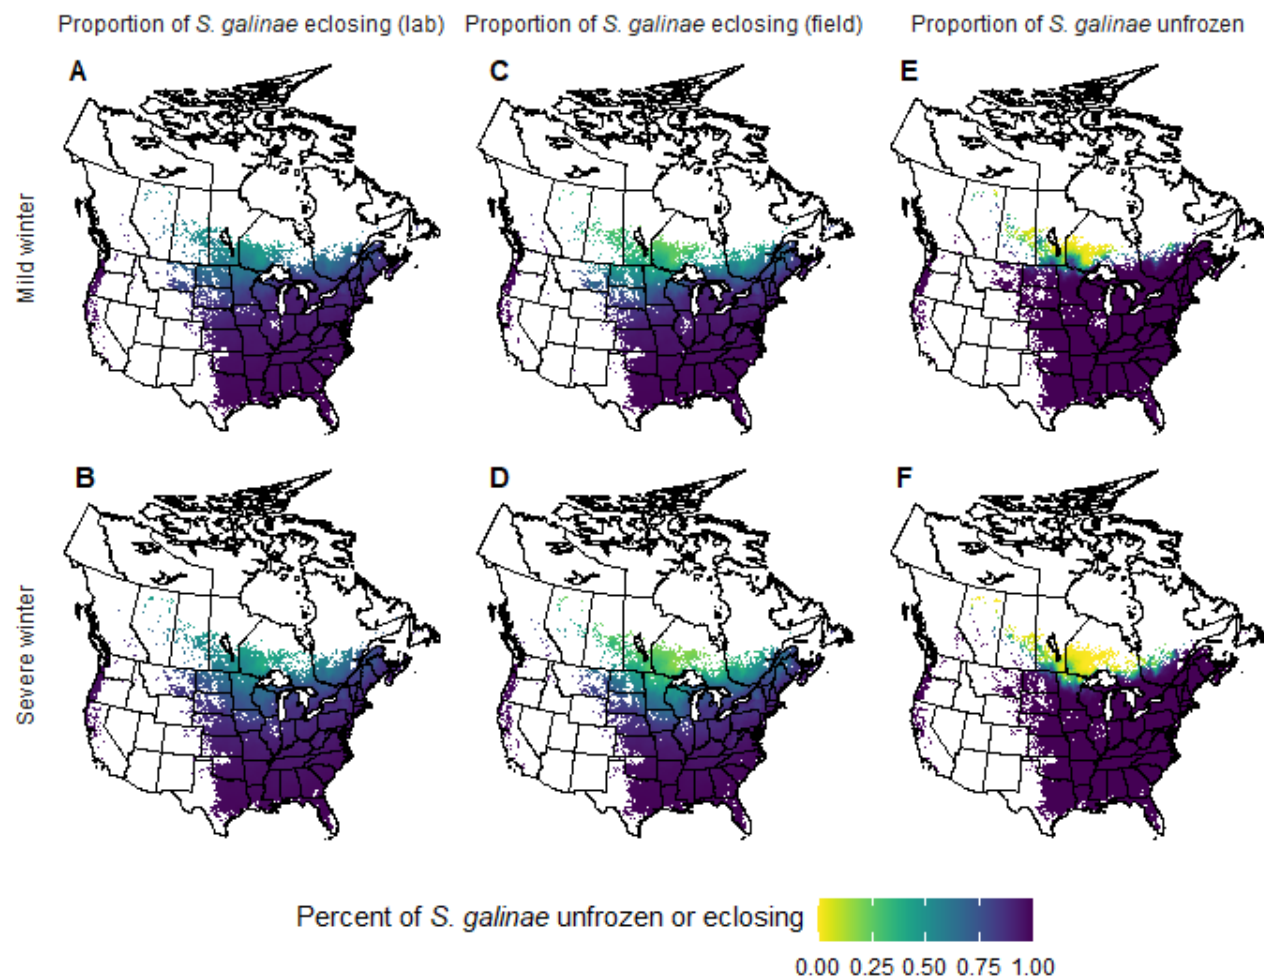 Proportion of S. galinae eclosing (lab)
Proportion of S. galinae eclosing (field)
Proportion of S. galinae unfrozen
A
C
E
Mild winter
B
D
F
Severe winter
Percent of S. galinae unfrozen or eclosing
0.00 0.25 0.50 0.75 1.00